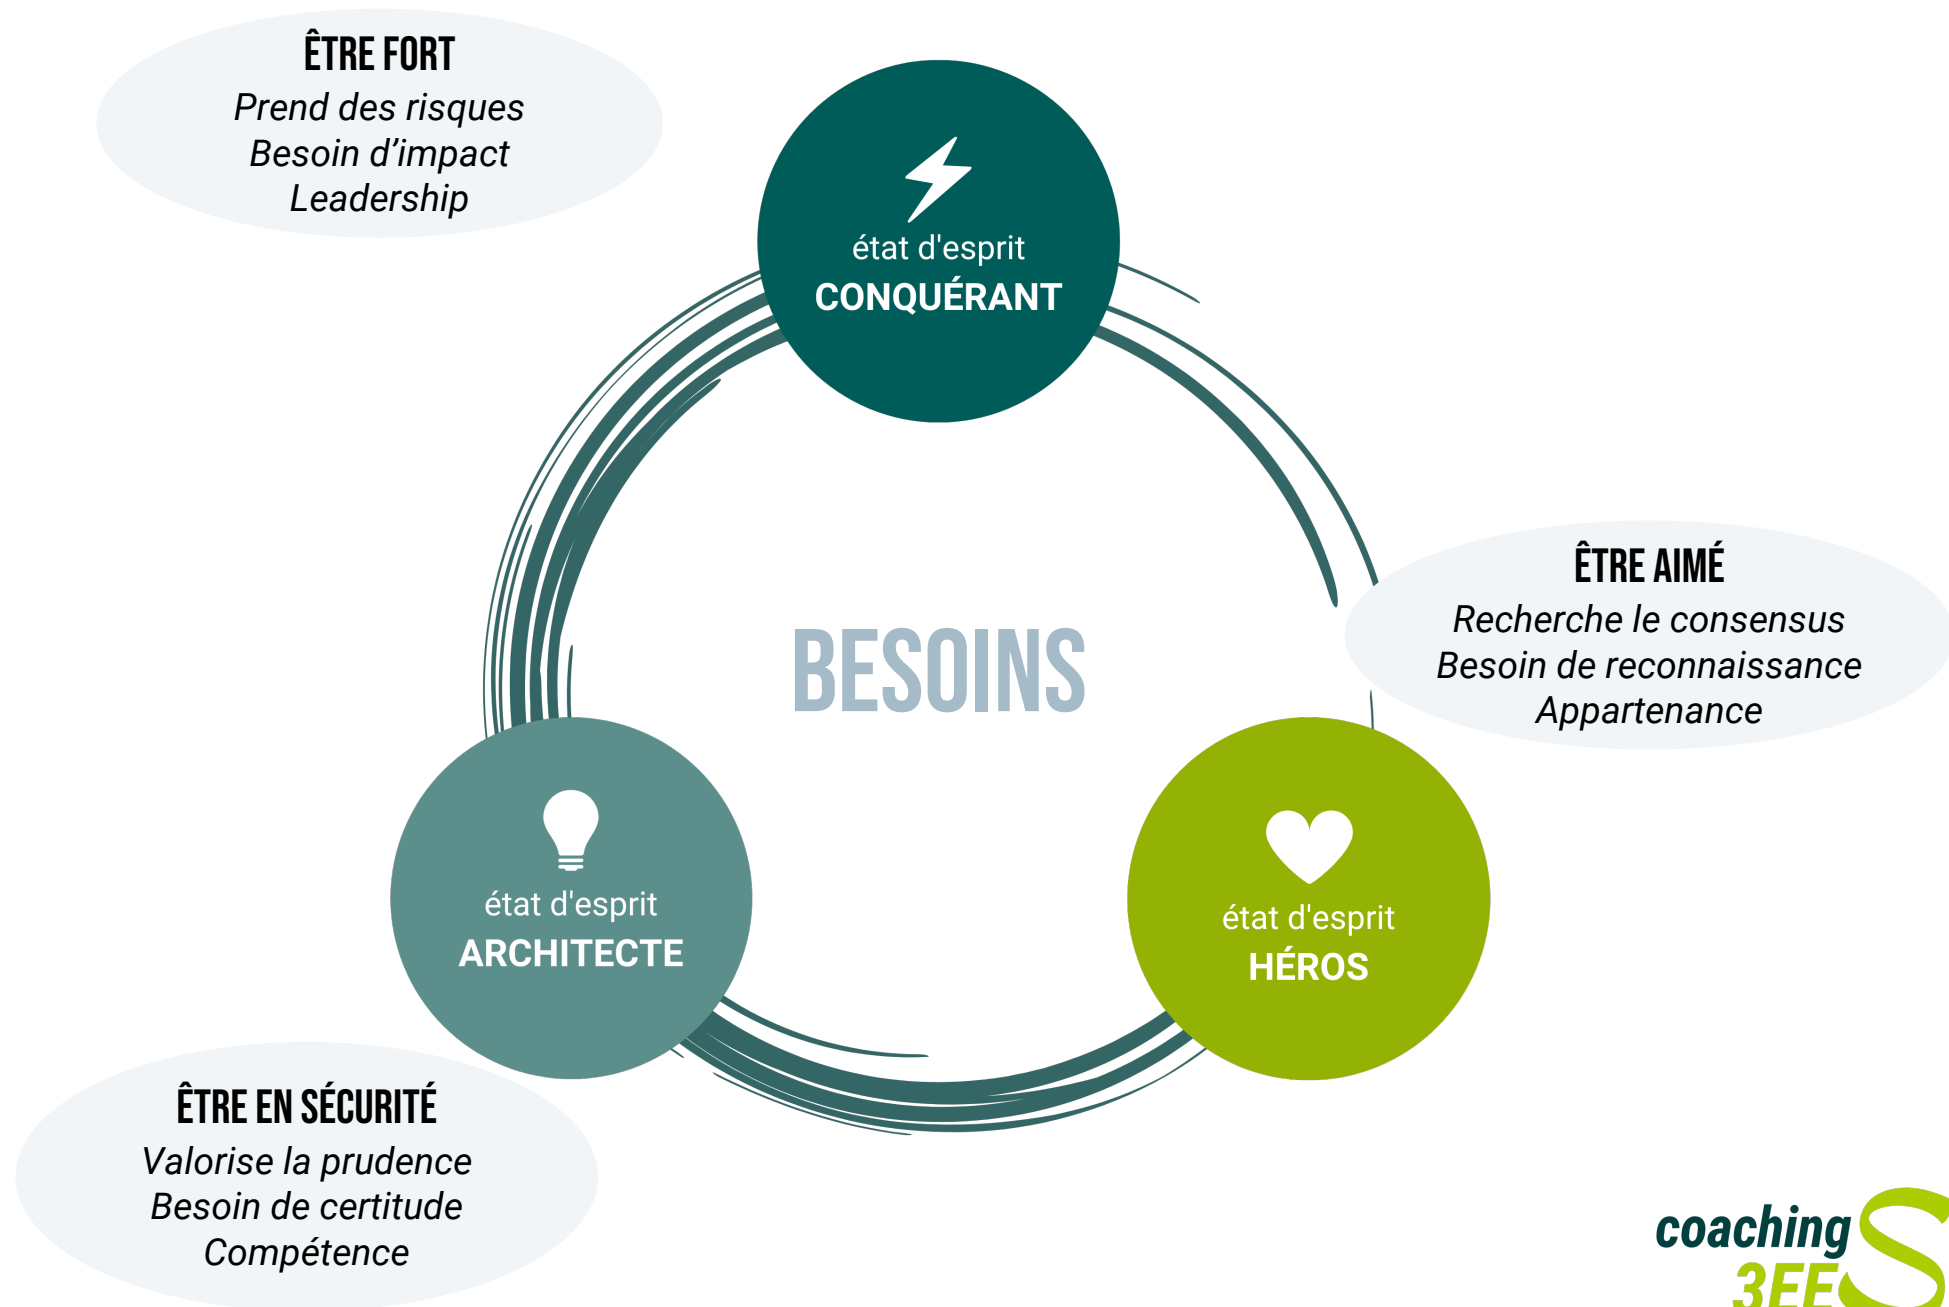 ÊTRE FORT
Prend des risques
Besoin d’impact
Leadership
état d'esprit
CONQUÉRANT
ÊTRE AIMÉ
Recherche le consensus
Besoin de reconnaissance
Appartenance
BESOINS
état d'esprit
ARCHITECTE
état d'esprit
HÉROS
ÊTRE EN SÉCURITÉ
Valorise la prudence
Besoin de certitude
Compétence
coaching
3EES